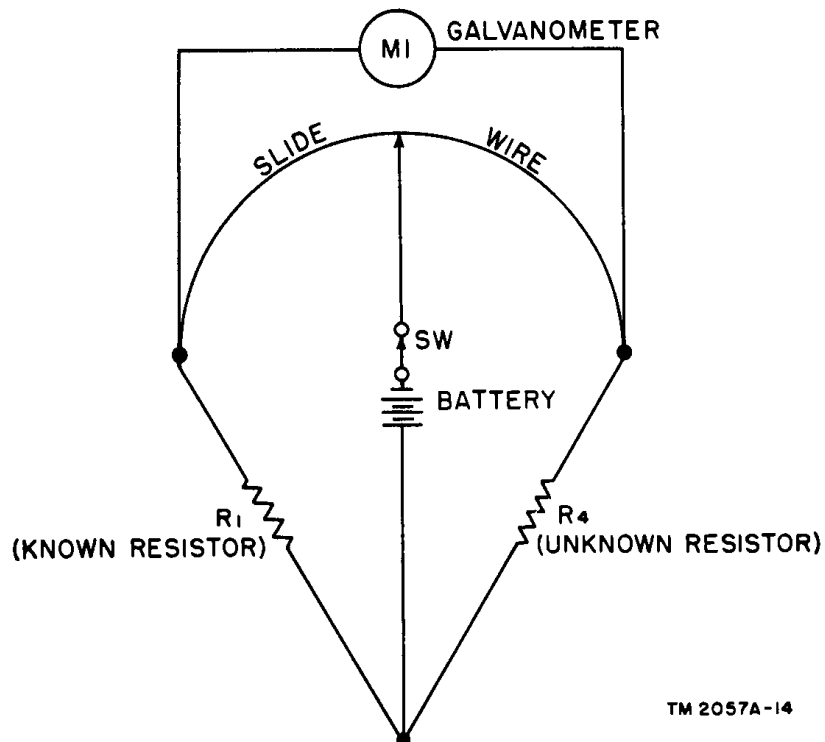 GALVANOMETER
M1
SLIDE
WIRE
SW
BATTERY
R1
(KNOWN RESISTOR)
R4
(UNKNOWN RESISTOR)
TM 2057A-14